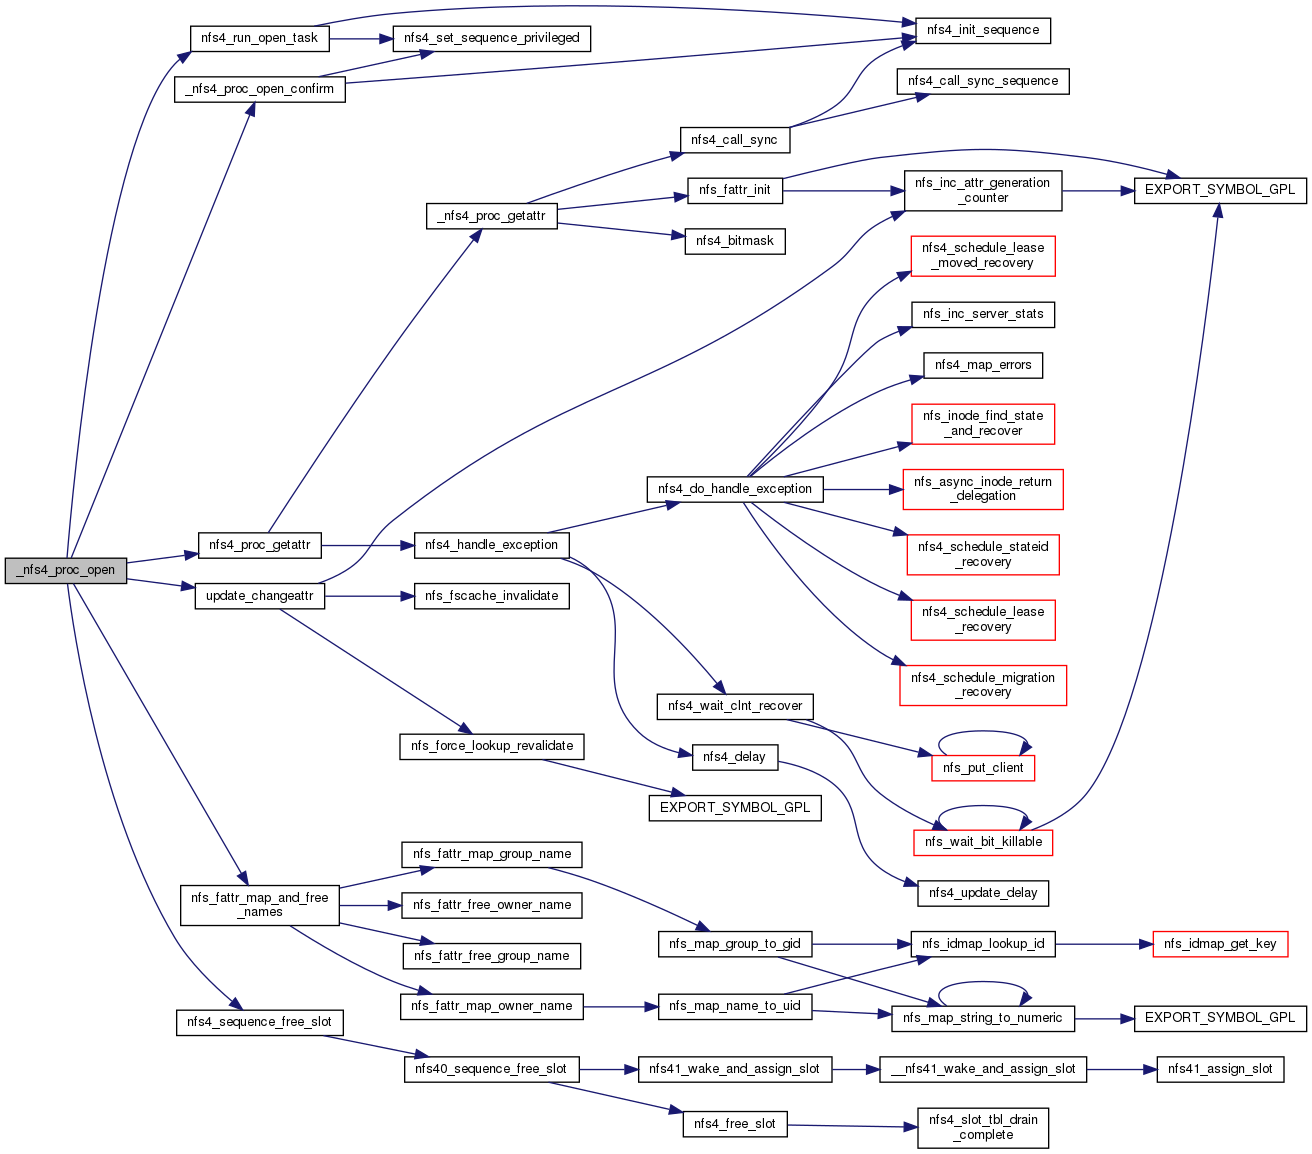 nfs4_run_open_task
nfs4_set_sequence_privileged
nfs4_init_sequence
_nfs4_proc_open_confirm
nfs4_call_sync_sequence
nfs4_call_sync
nfs_fattr_init
nfs_inc_attr_generation
_counter
EXPORT_SYMBOL_GPL
_nfs4_proc_getattr
nfs4_bitmask
nfs4_schedule_lease
_moved_recovery
nfs_inc_server_stats
nfs4_map_errors
nfs_inode_find_state
_and_recover
nfs4_do_handle_exception
nfs_async_inode_return
_delegation
nfs4_proc_getattr
nfs4_handle_exception
nfs4_schedule_stateid
_recovery
_nfs4_proc_open
update_changeattr
nfs_fscache_invalidate
nfs4_schedule_lease
_recovery
nfs4_schedule_migration
_recovery
nfs4_wait_clnt_recover
nfs_force_lookup_revalidate
nfs4_delay
nfs_put_client
EXPORT_SYMBOL_GPL
nfs_wait_bit_killable
nfs_fattr_map_group_name
nfs4_update_delay
nfs_fattr_map_and_free
_names
nfs_fattr_free_owner_name
nfs_map_group_to_gid
nfs_idmap_lookup_id
nfs_idmap_get_key
nfs_fattr_free_group_name
nfs_fattr_map_owner_name
nfs_map_name_to_uid
nfs_map_string_to_numeric
EXPORT_SYMBOL_GPL
nfs4_sequence_free_slot
nfs40_sequence_free_slot
nfs41_wake_and_assign_slot
__nfs41_wake_and_assign_slot
nfs41_assign_slot
nfs4_free_slot
nfs4_slot_tbl_drain
_complete